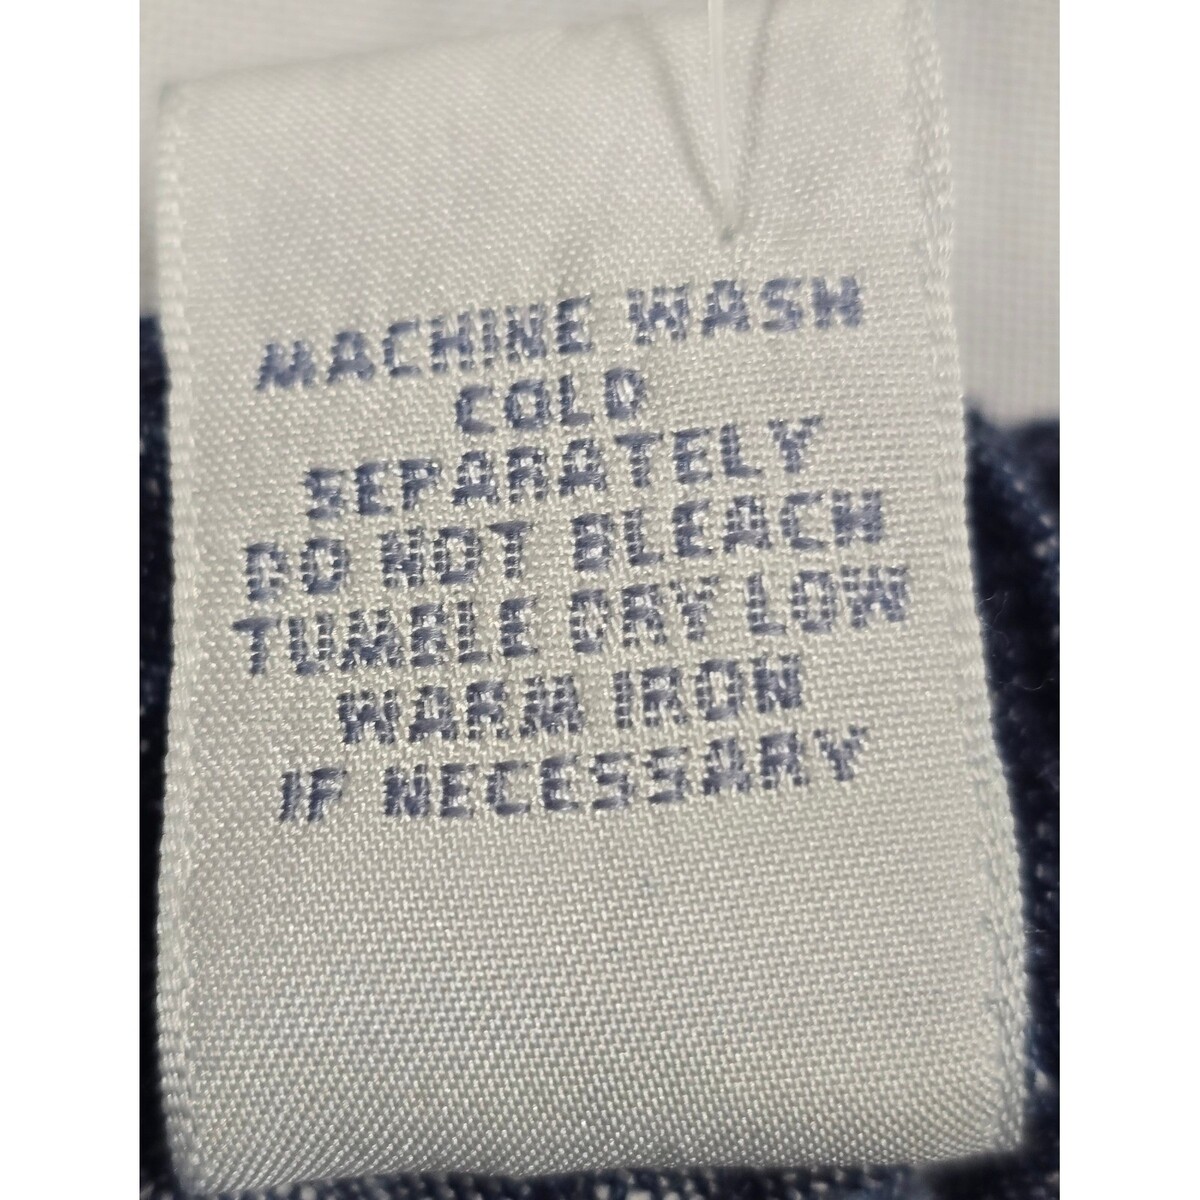 MACHINE WASH
COLD
SEPARATELY
DO NOT BLEACH
TUMBLE DRY LOW
WARM IRON
IF NECESSARY